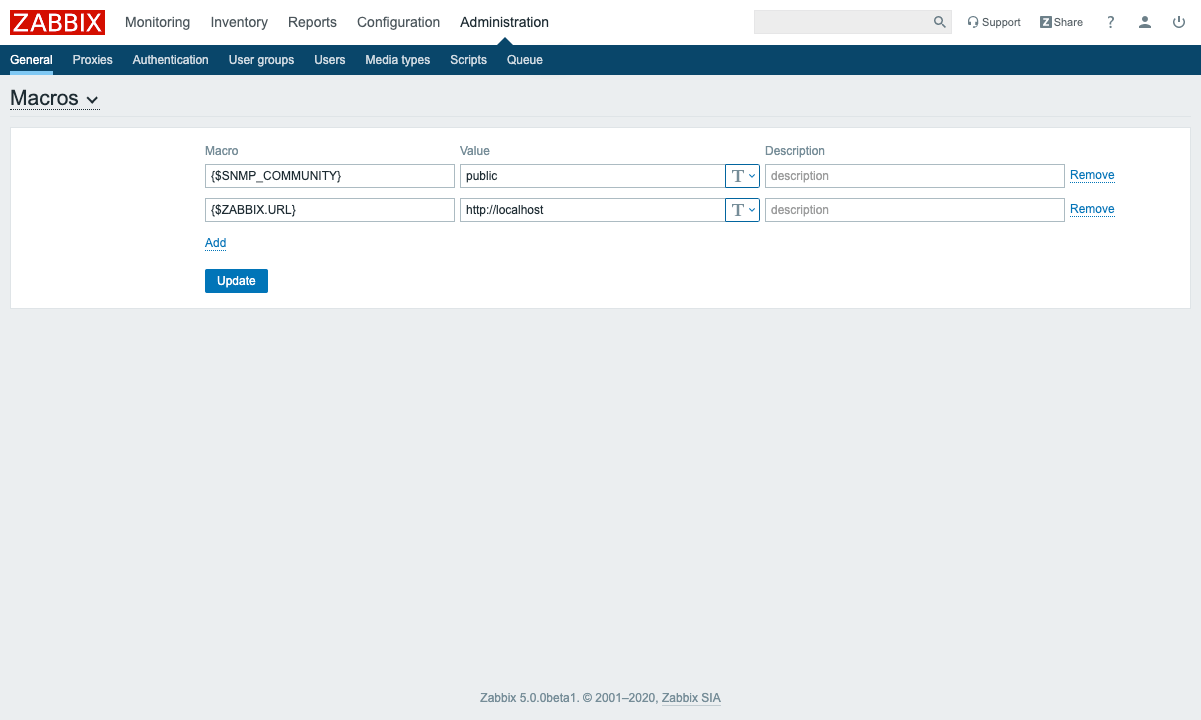 ZABBIX Monitoring Inventory Reports Configuration Administration Support Z Share ?
General Proxies Authentication User groups Users Media types Scripts Queue
Macros
Macro Value Description
{$SNMP_COMMUNITY} public T description Remove
{$ZABBIX.URL} http://localhost T description Remove
Add
Update
Zabbix 5.0.0beta1. © 2001–2020, Zabbix SIA